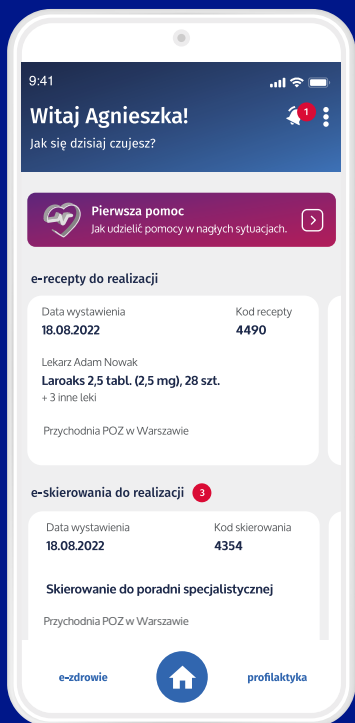 9:41
Witaj Agnieszka!
1
Jak się dzisiaj czujesz?
Pierwsza pomoc
Jak udzielić pomocy w nagłych sytuacjach.
e-recepty do realizacji
Data wystawienia
Kod recepty
18.08.2022
4490
Lekarz Adam Nowak
Laroaks 2,5 tabl. (2,5 mg), 28 szt.
+ 3 inne leki
Przychodnia POZ w Warszawie
e-skierowania do realizacji 3
Data wystawienia
Kod skierowania
18.08.2022
4354
Skierowanie do poradni specjalistycznej
Przychodnia POZ w Warszawie
e-zdrowie
profilaktyka